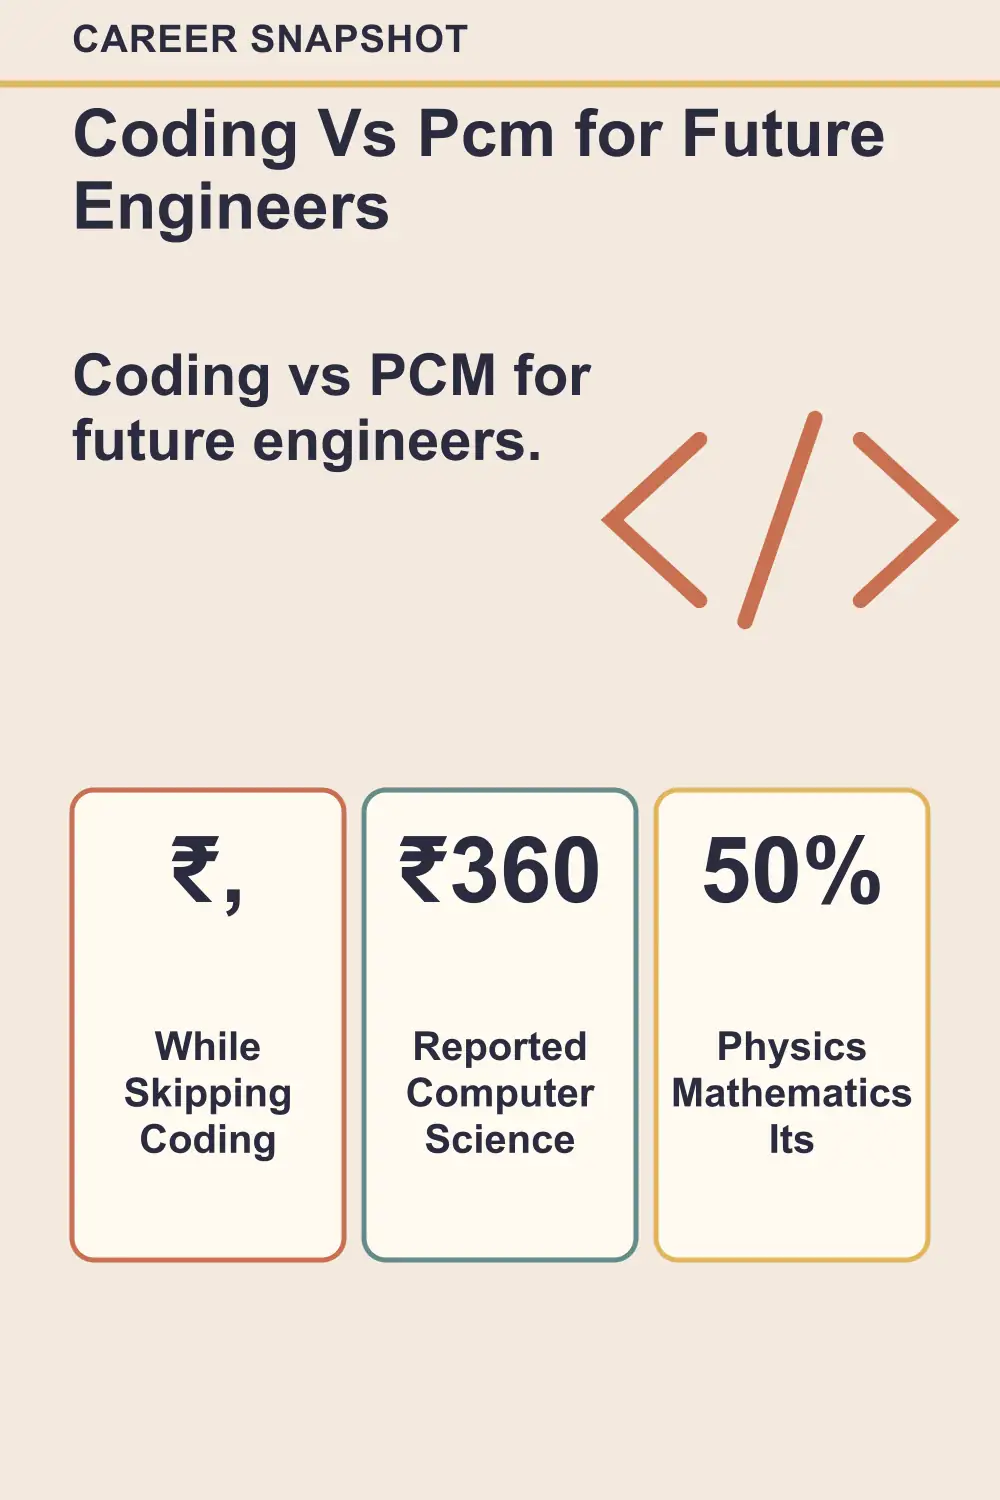 CAREER SNAPSHOT
Coding Vs Pcm for Future
Engineers
Coding vs PCM for
future engineers.
₹,
While
Skipping
Coding
₹360
Reported
Computer
Science
50%
Physics
Mathematics
Its